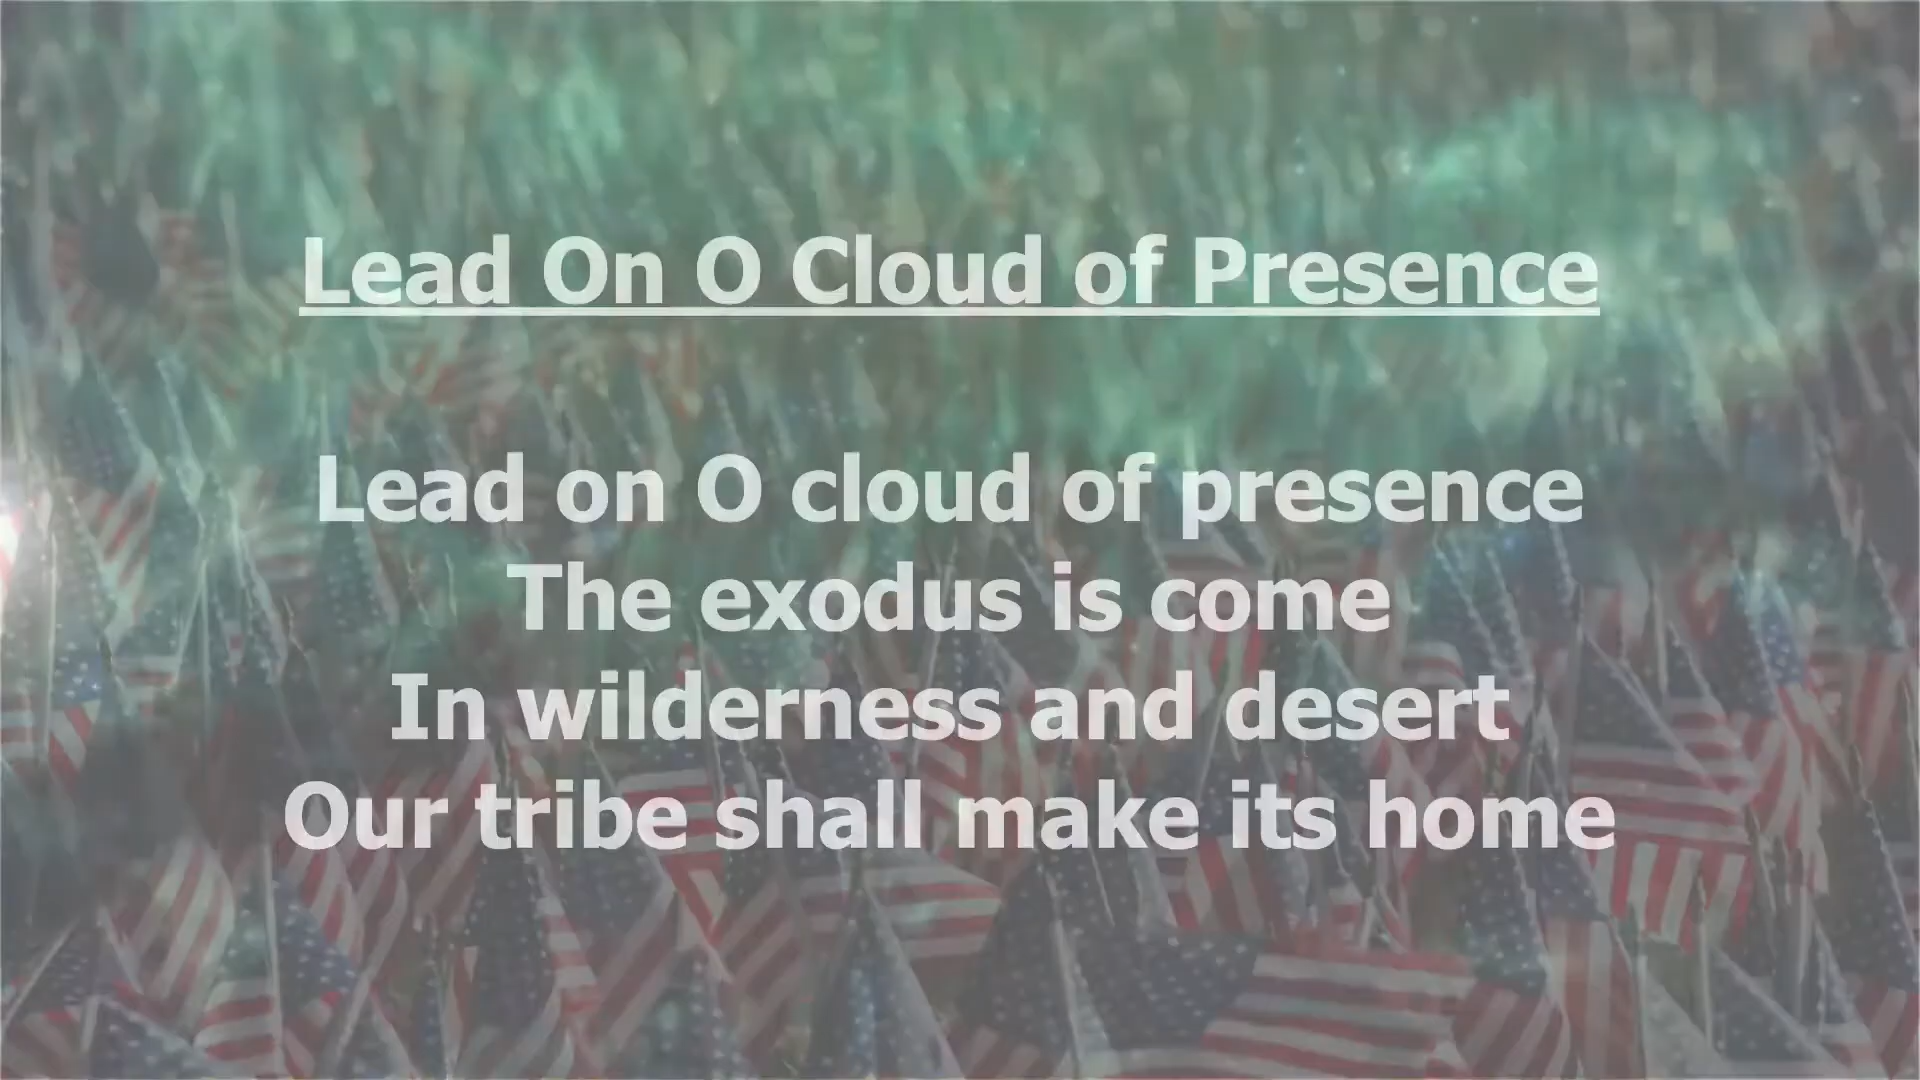 Lead On O Cloud of Presence
Lead on O cloud of presence
The exodus is come
In wilderness and desert
Our tribe shall make its home